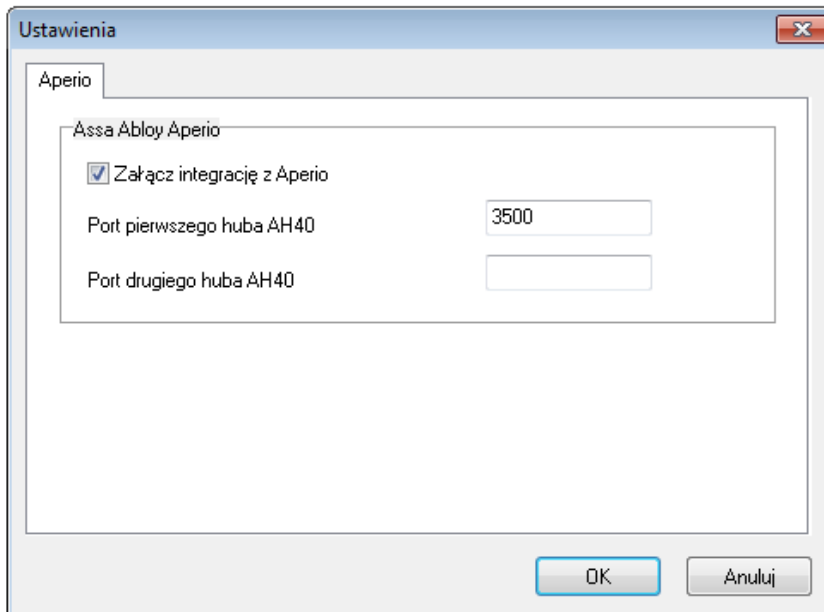 Ustawienia
Aperio
Assa Abloy Aperio
Załącz integrację z Aperio
Port pierwszego huba AH40
3500
Port drugiego huba AH40
OK
Anuluj